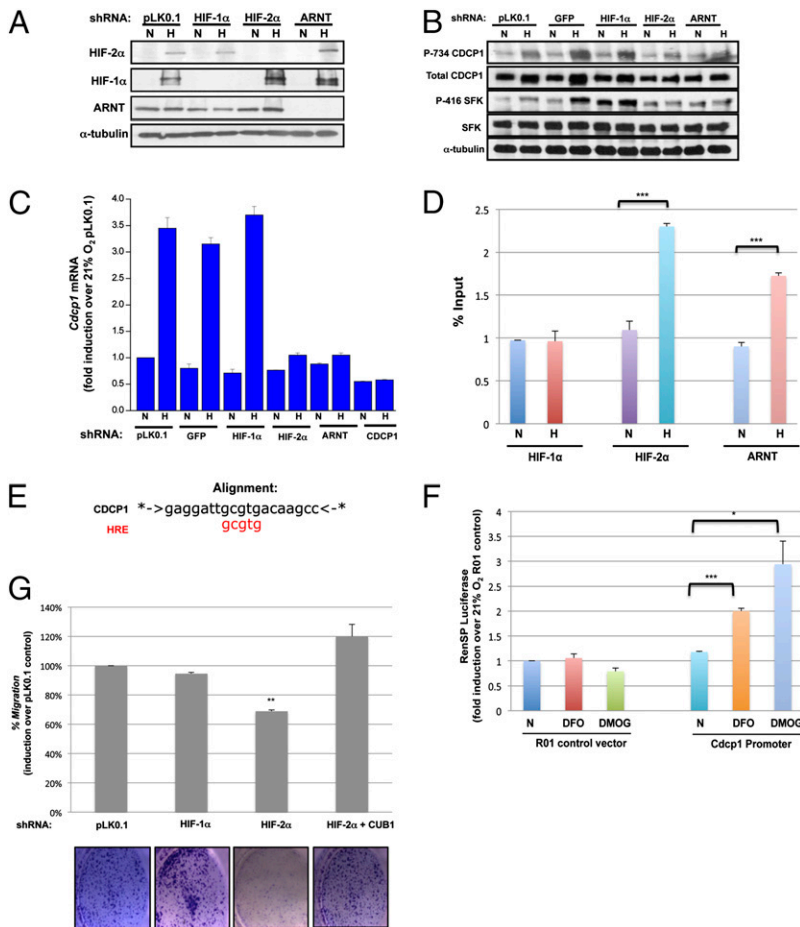 A
shRNA: pLK0.1 HIF-1α HIF-2α ARNT
N H N H N H N H
HIF-2α
HIF-1α
ARNT
α-tubulin
B
shRNA: pLK0.1 GFP HIF-1α HIF-2α ARNT
N H N H N H N H N H
P-734 CDCP1
Total CDCP1
P-416 SFK
SFK
α-tubulin
C
Cdcp1 mRNA
(fold induction over 21% O2 pLK0.1)
4.0
3.5
3.0
2.5
2.0
1.5
1.0
0.5
0.0
N H N H N H N H N H N H
shRNA: pLK0.1 GFP HIF-1α HIF-2α ARNT CDCP1
D
% Input
2.5
2
1.5
1
0.5
0
***
***
N H N H N H
HIF-1α HIF-2α ARNT
E
Alignment:
CDCP1 *->gaggattgcgtgacaagcc<-*
HRE gcgtg
F
RenSP Luciferase
(fold induction over 21% O2 R01 control)
4
3.5
3
2.5
2
1.5
1
0.5
0
***
*
N DFO DMOG N DFO DMOG
R01 control vector Cdcp1 Promoter
G
% Migration
(induction over pLK0.1 control)
140%
120%
100%
80%
60%
40%
20%
0%
**
shRNA: pLK0.1 HIF-1α HIF-2α HIF-2α + CUB1